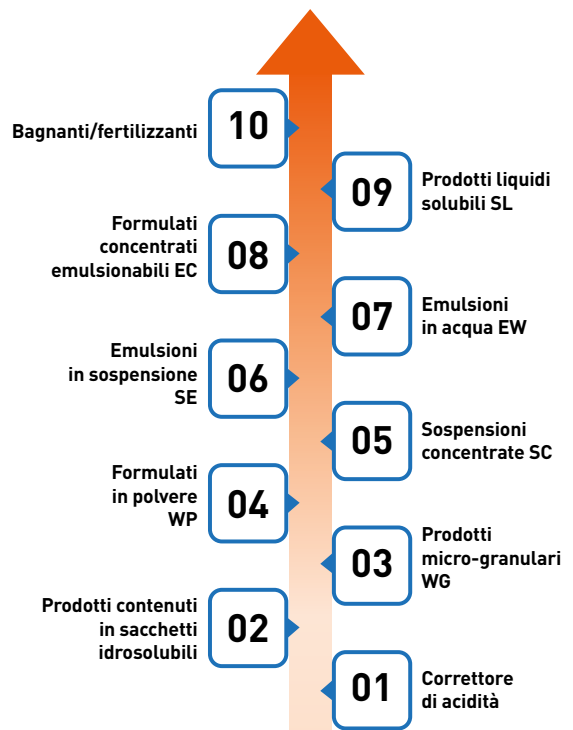 10
Bagnanti/fertilizzanti
09
Prodotti liquidi
solubili SL
08
Formulati
concentrati
emulsionabili EC
07
Emulsioni
in acqua EW
06
Emulsioni
in sospensione
SE
05
Sospensioni
concentrate SC
04
Formulati
in polvere
WP
03
Prodotti
micro-granulari
WG
02
Prodotti contenuti
in sacchetti
idrosolubili
01
Correttore
di acidità